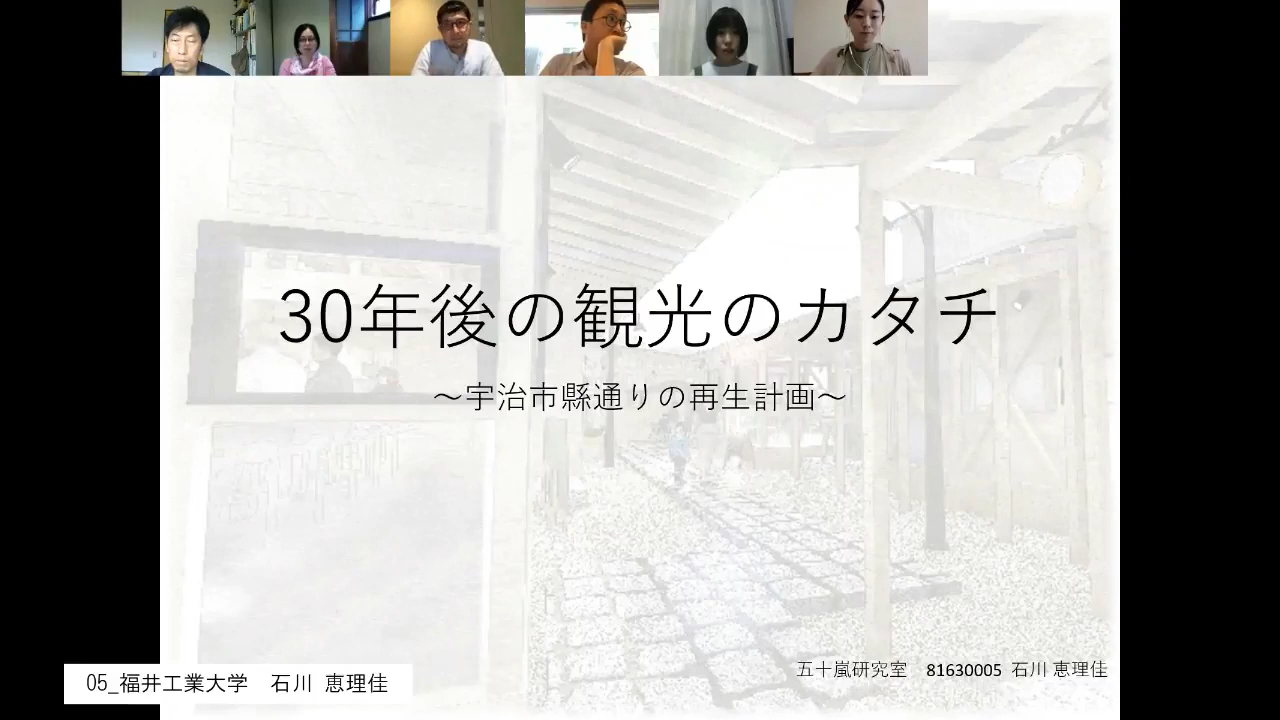 30年後の観光のカタチ
～宇治市縣通りの再生計画～
五十嵐研究室　81630005 石川 恵理佳
05_福井工業大学　石川 恵理佳